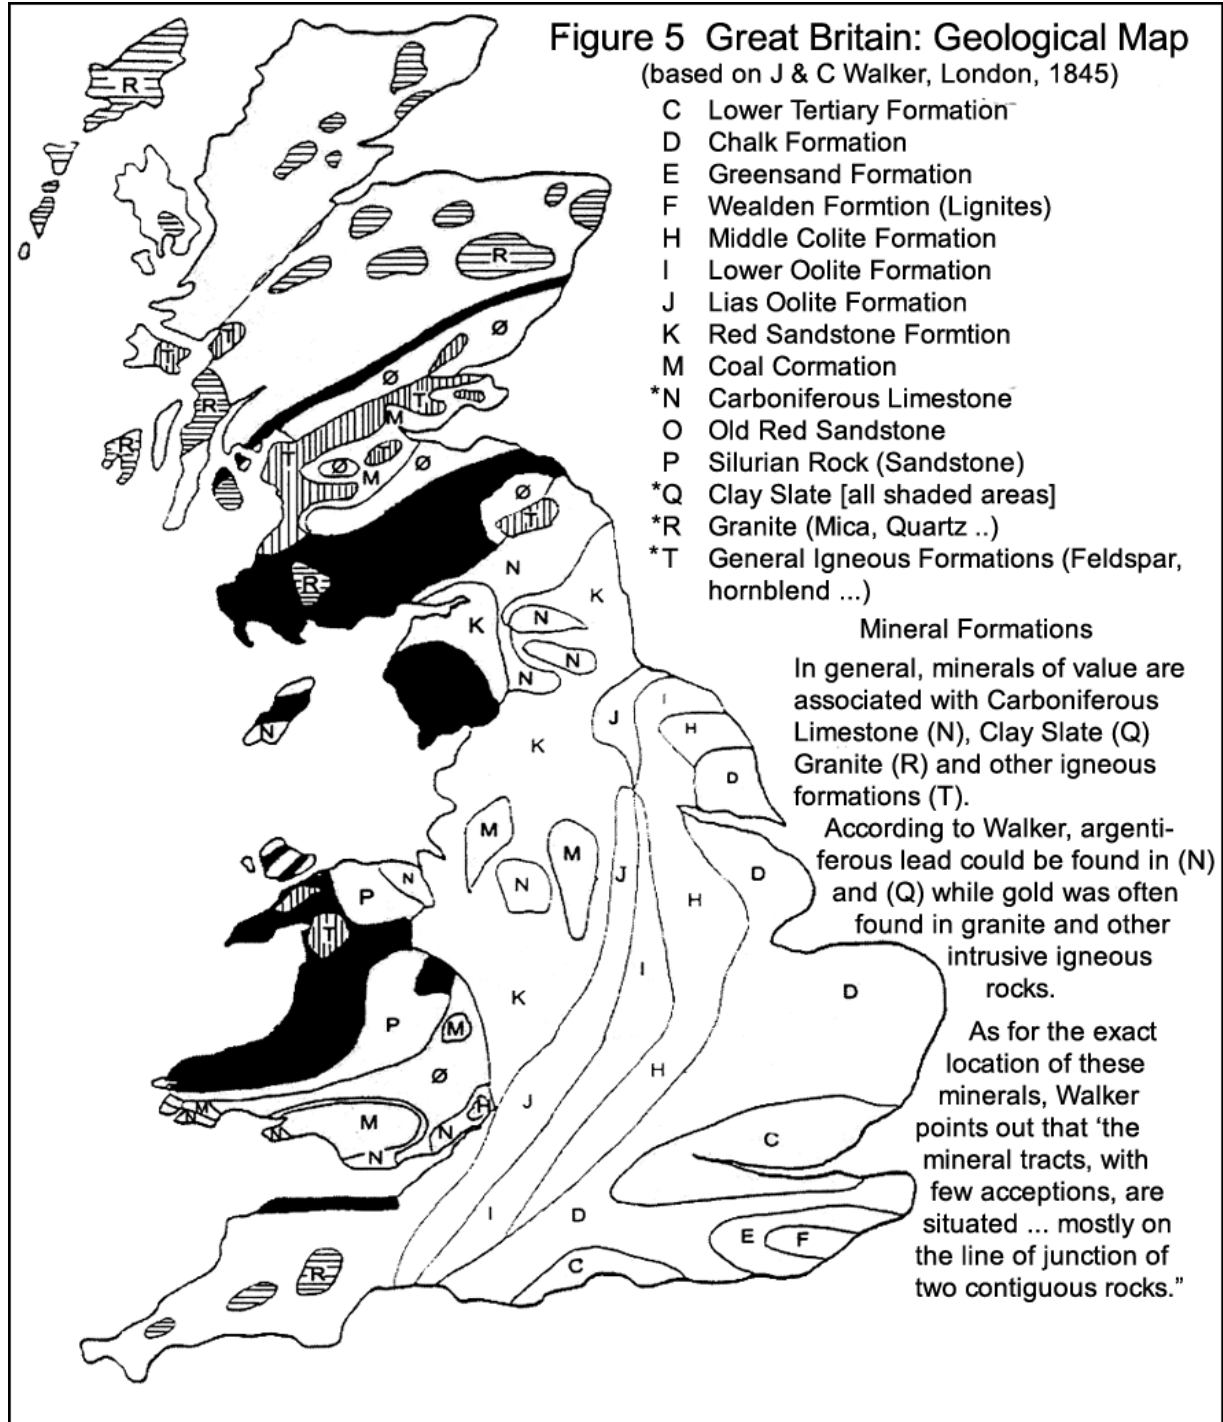 Figure 5 Great Britain: Geological Map
(based on J & C Walker, London, 1845)
C Lower Tertiary Formation
D Chalk Formation
E Greensand Formation
F Wealden Formtion (Lignites)
H Middle Colite Formation
I Lower Oolite Formation
J Lias Oolite Formation
K Red Sandstone Formtion
M Coal Cormation
*N Carboniferous Limestone
O Old Red Sandstone
P Silurian Rock (Sandstone)
*Q Clay Slate [all shaded areas]
*R Granite (Mica, Quartz ..)
*T General Igneous Formations (Feldspar,
hornblend ...)
Mineral Formations
In general, minerals of value are
associated with Carboniferous
Limestone (N), Clay Slate (Q)
Granite (R) and other igneous
formations (T).
According to Walker, argenti-
ferous lead could be found in (N)
and (Q) while gold was often
found in granite and other
intrusive igneous
rocks.
As for the exact
location of these
minerals, Walker
points out that ‘the
mineral tracts, with
few acceptions, are
situated ... mostly on
the line of junction of
two contiguous rocks.”
R
R
Ø
T
T
Ø
T
R
M
R
T
Ø
M
Ø
Ø
T
R
N
K
K
N
N
N
N
J
I
H
K
D
M
M
N
J
D
H
P
N
T
I
K
D
P
M
H
Ø
J
M
N
M
N
H
N
N
C
I
D
E
F
C
R